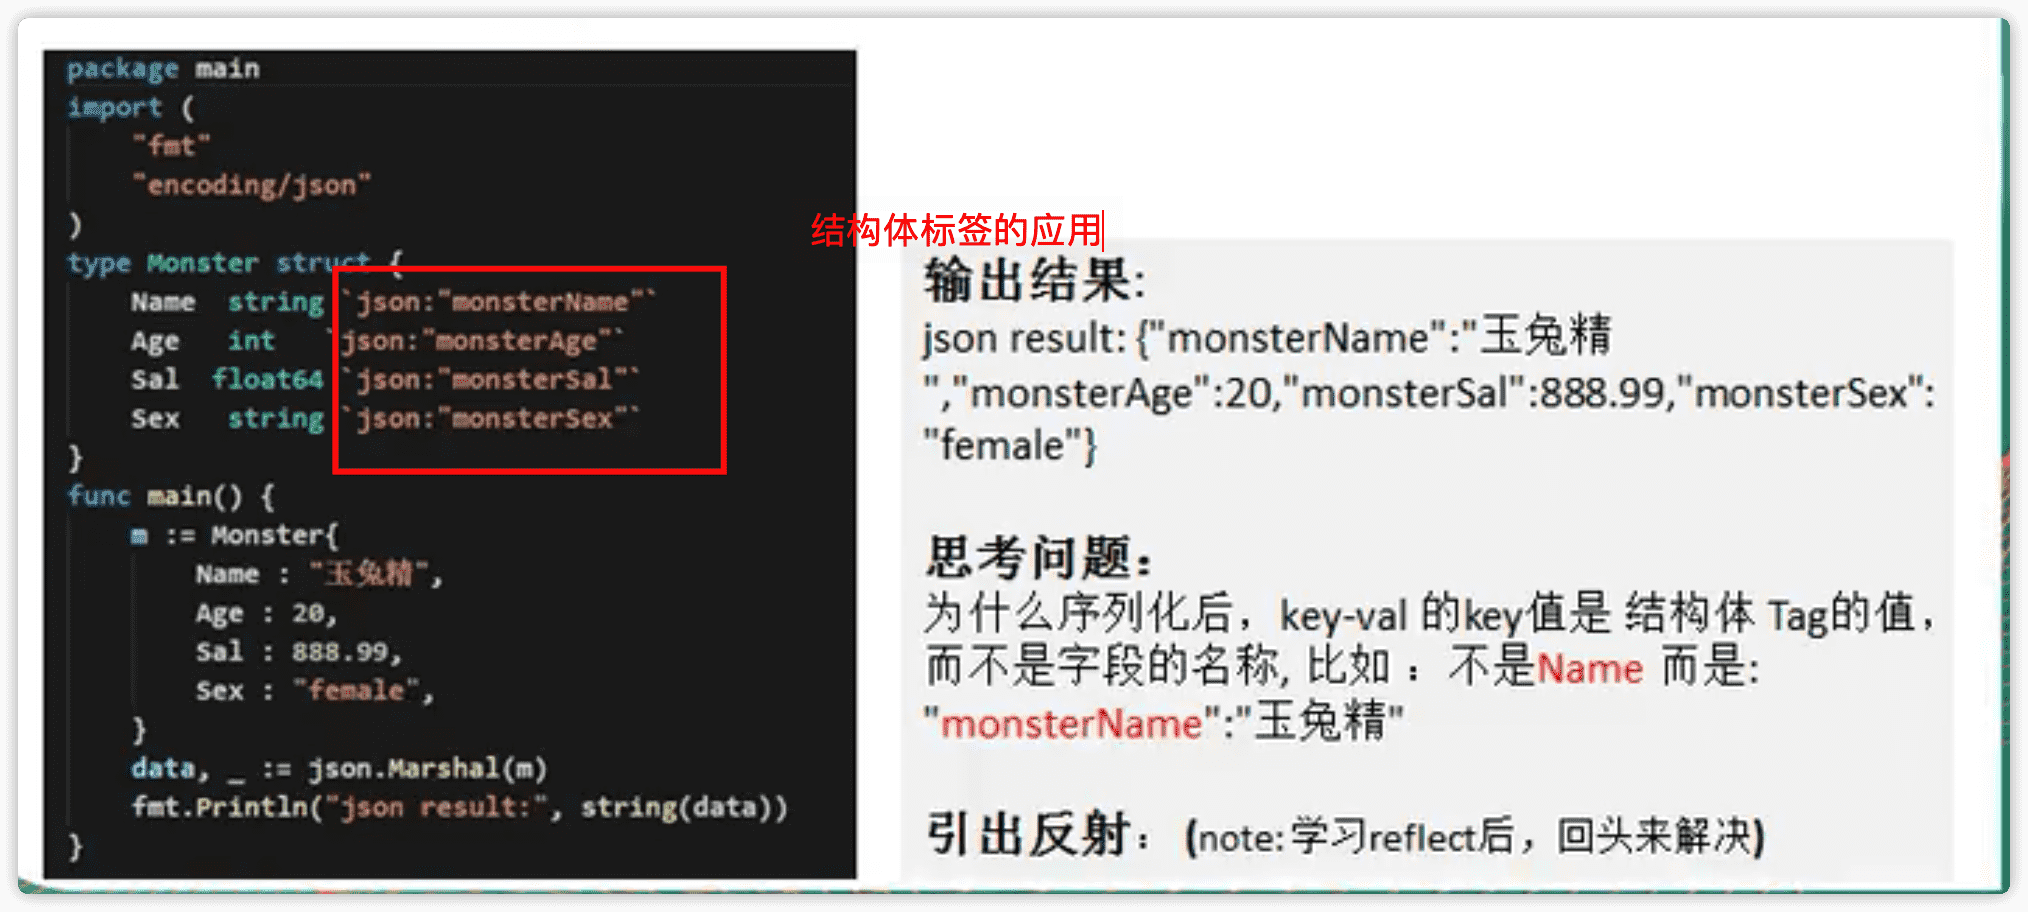 package main
import (
"fmt"
"encoding/json"
)
type Monster struct {
Name string `json:"monsterName"`
Age int `json:"monsterAge"`
Sal float64 `json:"monsterSal"`
Sex string `json:"monsterSex"`
}
func main() {
m := Monster{
Name : "玉兔精",
Age : 20,
Sal : 888.99,
Sex : "female",
}
data, _ := json.Marshal(m)
fmt.Println("json result:", string(data))
}
结构体标签的应用
输出结果:
json result: {"monsterName":"玉兔精
","monsterAge":20,"monsterSal":888.99,"monsterSex":
"female"}
思考问题：
为什么序列化后，key-val 的key值是 结构体 Tag的值，
而不是字段的名称, 比如 ： 不是Name 而是:
"monsterName":"玉兔精"
引出反射： (note:学习reflect后，回头来解决)